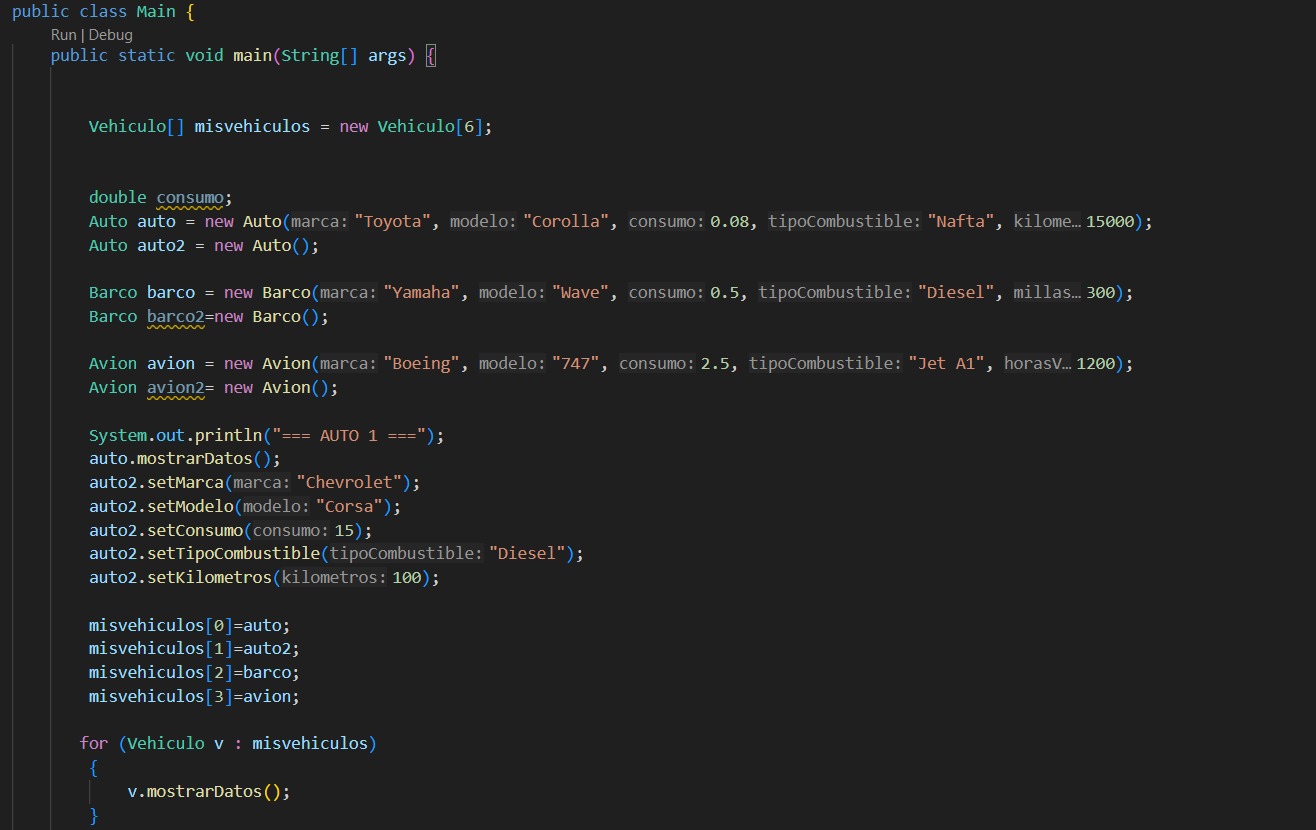 public class Main {
Run | Debug
public static void main(String[] args) {
Vehiculo[] misvehiculos = new Vehiculo[6];
double consumo;
Auto auto = new Auto(marca: "Toyota", modelo: "Corolla", consumo: 0.08, tipoCombustible: "Nafta", kilome… 15000);
Auto auto2 = new Auto();
Barco barco = new Barco(marca: "Yamaha", modelo: "Wave", consumo: 0.5, tipoCombustible: "Diesel", millas… 300);
Barco barco2=new Barco();
Avion avion = new Avion(marca: "Boeing", modelo: "747", consumo: 2.5, tipoCombustible: "Jet A1", horasV… 1200);
Avion avion2= new Avion();
System.out.println("=== AUTO 1 ===");
auto.mostrarDatos();
auto2.setMarca(marca: "Chevrolet");
auto2.setModelo(modelo: "Corsa");
auto2.setConsumo(consumo: 15);
auto2.setTipoCombustible(tipoCombustible: "Diesel");
auto2.setKilometros(kilometros: 100);
misvehiculos[0]=auto;
misvehiculos[1]=auto2;
misvehiculos[2]=barco;
misvehiculos[3]=avion;
for (Vehiculo v : misvehiculos)
{
v.mostrarDatos();
}